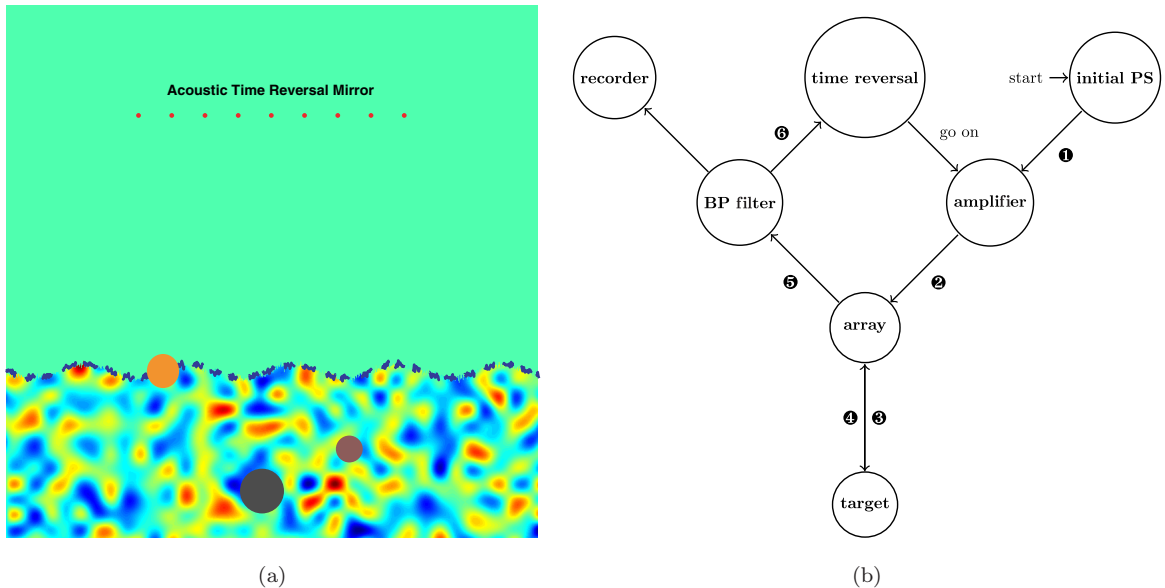 Acoustic Time Reversal Mirror
(a)
recorder
time reversal
start
initial PS
go on
❻
❶
BP filter
amplifier
❺
❷
array
❹
❸
target
(b)